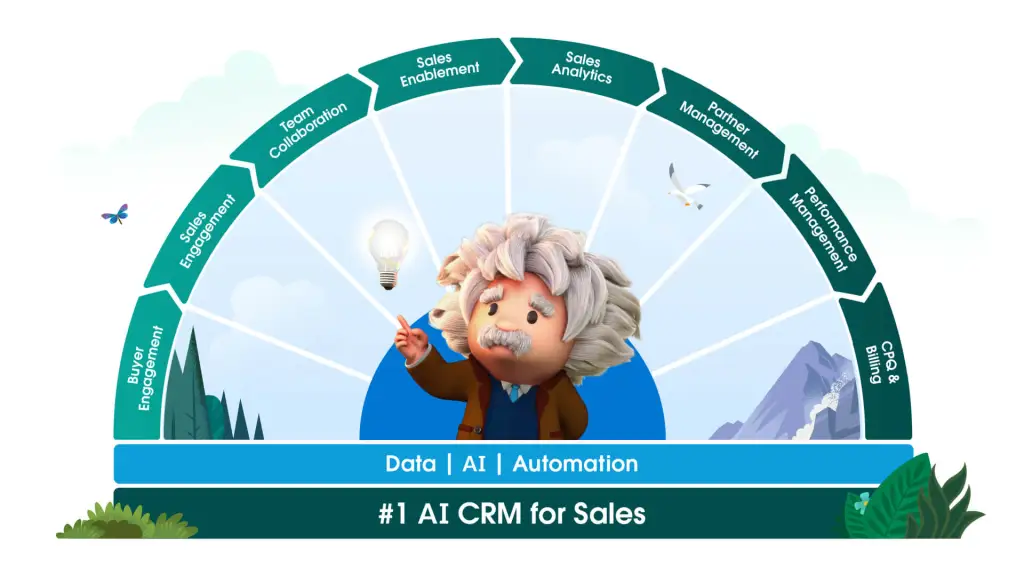 Buyer
Engagement
Sales
Engagement
Team
Collaboration
Sales
Enablement
Sales
Analytics
Partner
Management
Performance
Management
CPQ &
Billing
Data | AI | Automation
#1 AI CRM for Sales